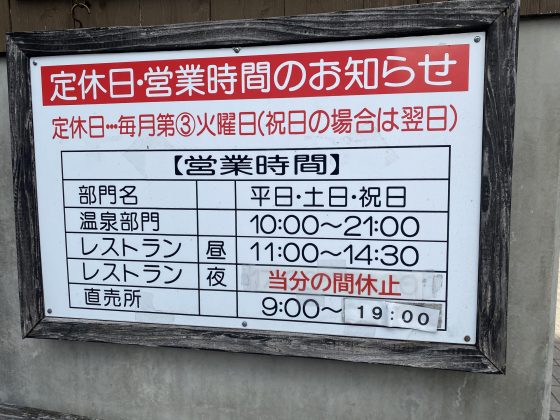 定休日・営業時間のお知らせ
定休日…毎月第③火曜日(祝日の場合は翌日)
【営業時間】
部門名 平日・土日・祝日
温泉部門 10:00〜21:00
レストラン 昼 11:00〜14:30
レストラン 夜 当分の間休止
直売所 9:00〜19:00